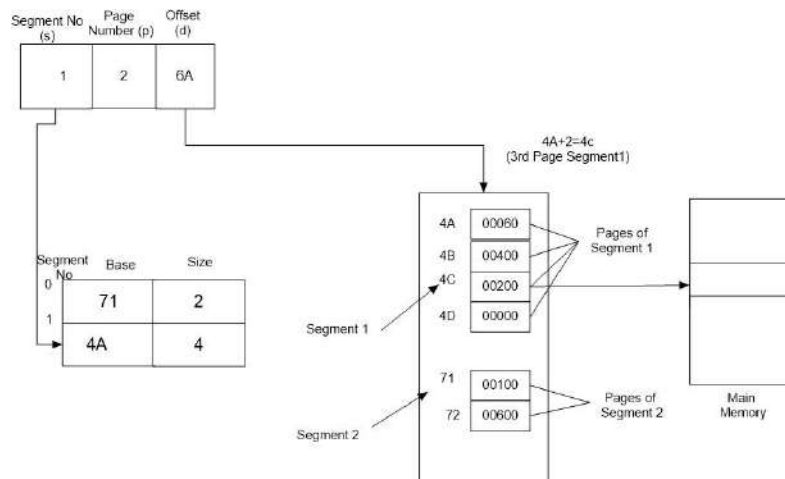 Segment No
(s)
Page
Number (p)
Offset
(d)
1
2
6A
4A+2=4c
(3rd Page Segment1)
4A
00060
4B
00400
4C
00200
4D
00000
Pages of
Segment 1
Segment 1
71
00100
72
00600
Pages of
Segment 2
Segment 2
Main
Memory
Segment
No
Base
Size
0
71
2
1
4A
4